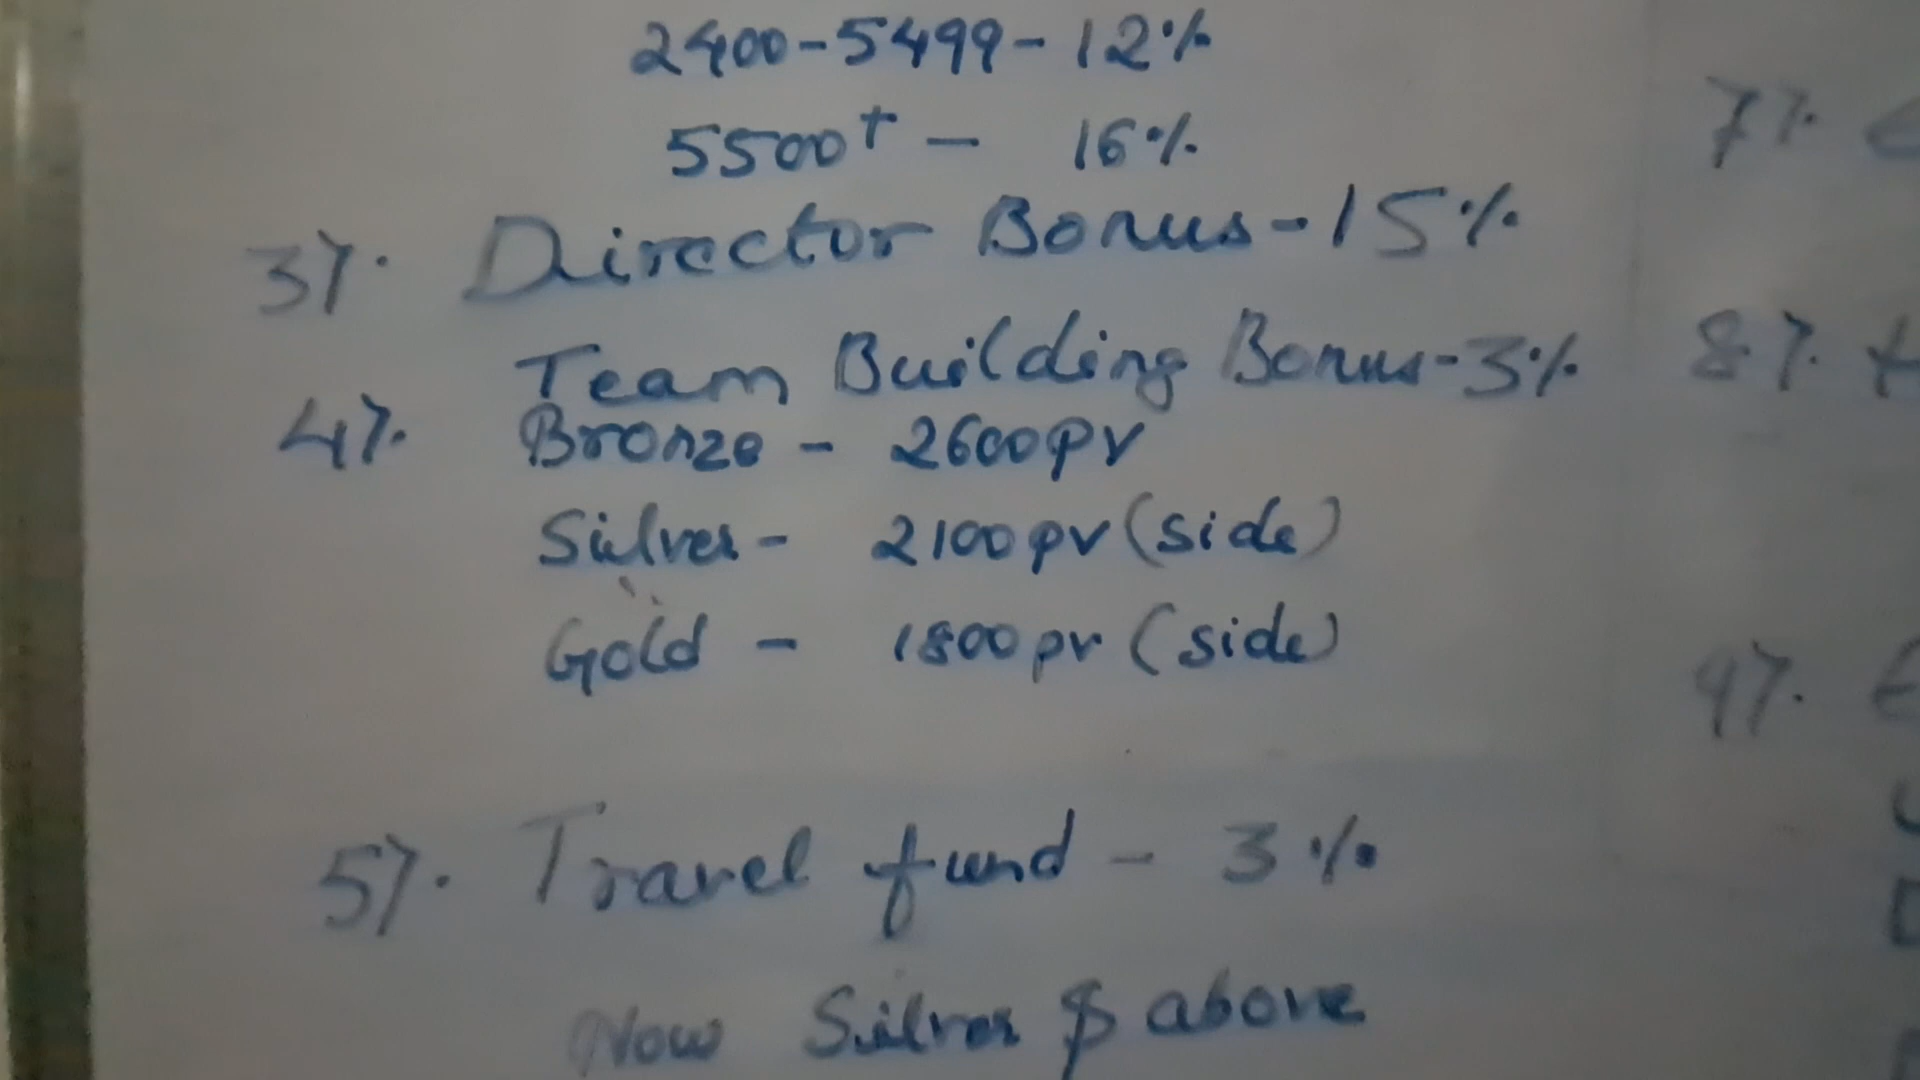 2400-5499-12%
5500+ - 16%
3). Director Bonus-15%
Team Building Bonus-3%
4). Bronze - 2600pv
Silver- 2100pv (side)
Gold - 1800pv (side)
5). Travel fund - 3%
Now Silver & above
7).
8).
9).